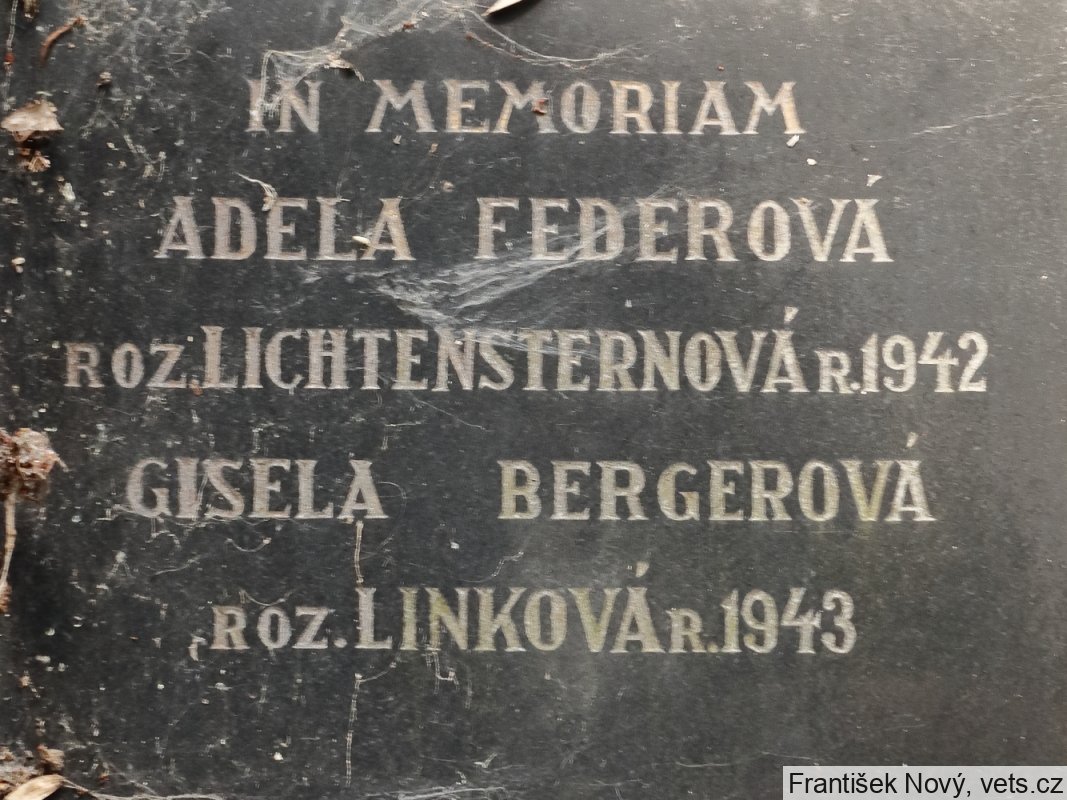 IN MEMORIAM
ADELA FEDEROVÁ
ROZ. LICHTENSTERNOVÁ R.1942
GISELA BERGEROVÁ
ROZ. LINKOVÁ R.1943
František Nový, vets.cz